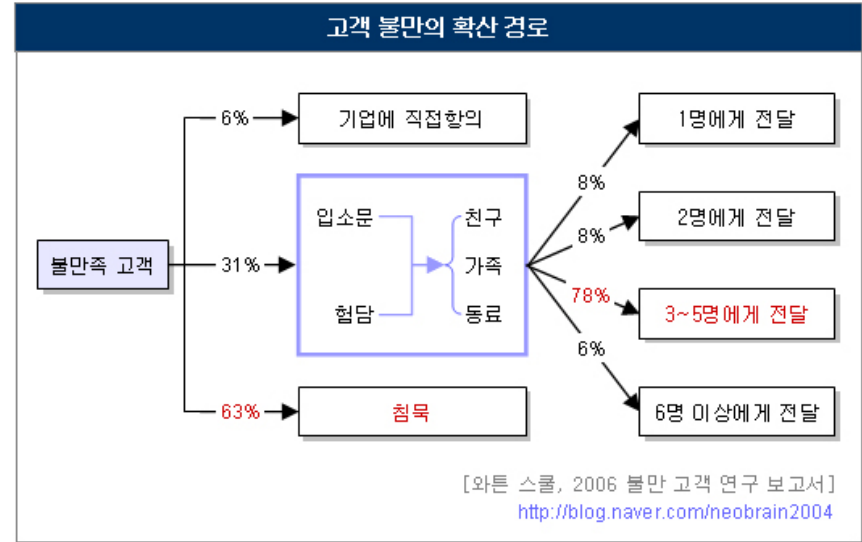 고객 불만의 확산 경로
불만족 고객
6%
기업에 직접항의
31%
입소문
험담
친구
가족
동료
63%
침묵
8%
1명에게 전달
8%
2명에게 전달
78%
3~5명에게 전달
6%
6명 이상에게 전달
[와튼 스쿨, 2006 불만 고객 연구 보고서]
http://blog.naver.com/neobrain2004